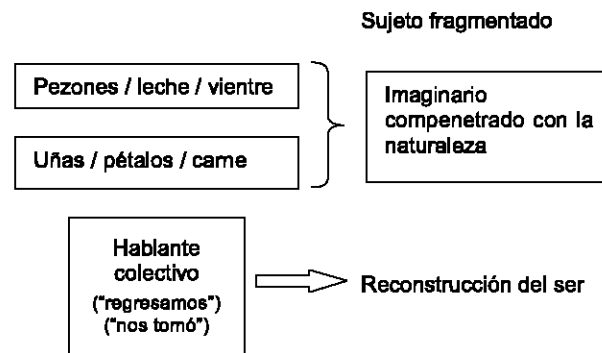 Sujeto fragmentado
Pezones / leche / vientre
Imaginario
compenetrado con la
naturaleza
Uñas / pétalos / carne
Hablante
colectivo
("regresamos")
("nos tomó")
Reconstrucción del ser